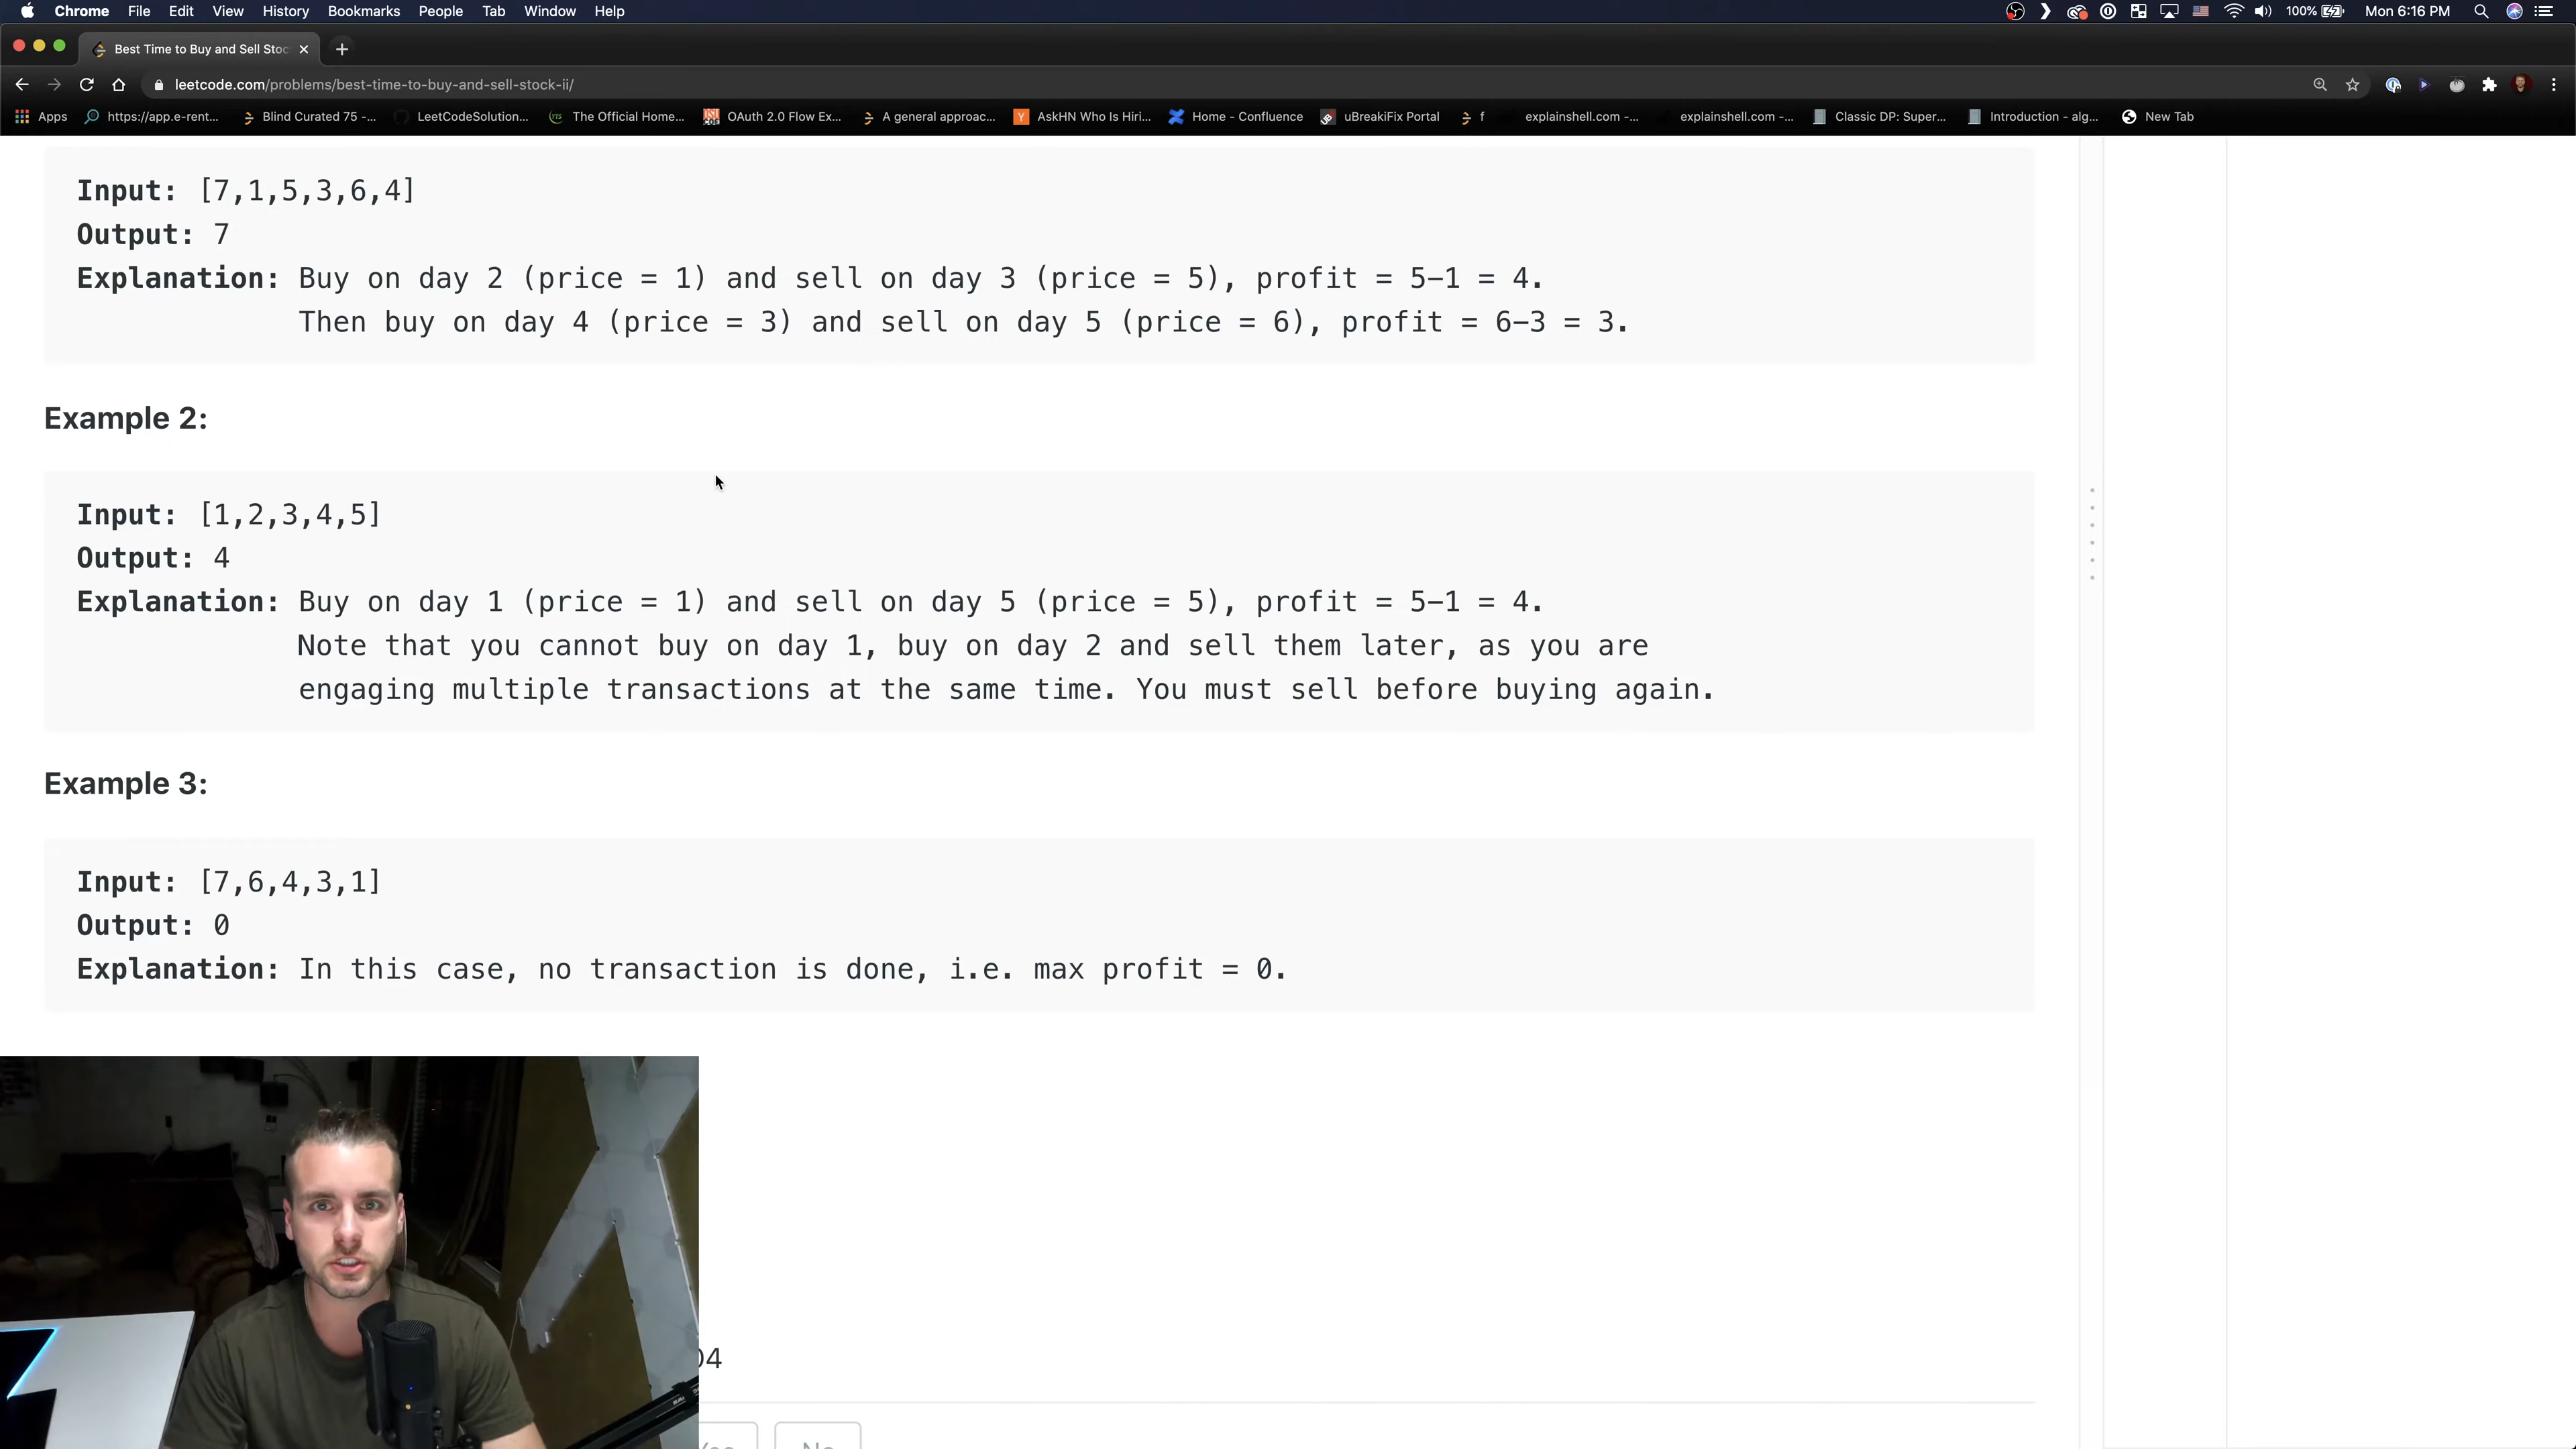 Chrome File Edit View History Bookmarks People Tab Window Help
100% Mon 6:16 PM
Best Time to Buy and Sell Stoc
leetcode.com/problems/best-time-to-buy-and-sell-stock-ii/
Apps https://app.e-rent... Blind Curated 75 -... LeetCodeSolution... The Official Home... OAuth 2.0 Flow Ex... A general approac... AskHN Who Is Hiri... Home - Confluence uBreakiFix Portal f explainshell.com -... explainshell.com -... Classic DP: Super... Introduction - alg... New Tab
Input: [7,1,5,3,6,4]
Output: 7
Explanation: Buy on day 2 (price = 1) and sell on day 3 (price = 5), profit = 5-1 = 4.
Then buy on day 4 (price = 3) and sell on day 5 (price = 6), profit = 6-3 = 3.
Example 2:
Input: [1,2,3,4,5]
Output: 4
Explanation: Buy on day 1 (price = 1) and sell on day 5 (price = 5), profit = 5-1 = 4.
Note that you cannot buy on day 1, buy on day 2 and sell them later, as you are
engaging multiple transactions at the same time. You must sell before buying again.
Example 3:
Input: [7,6,4,3,1]
Output: 0
Explanation: In this case, no transaction is done, i.e. max profit = 0.